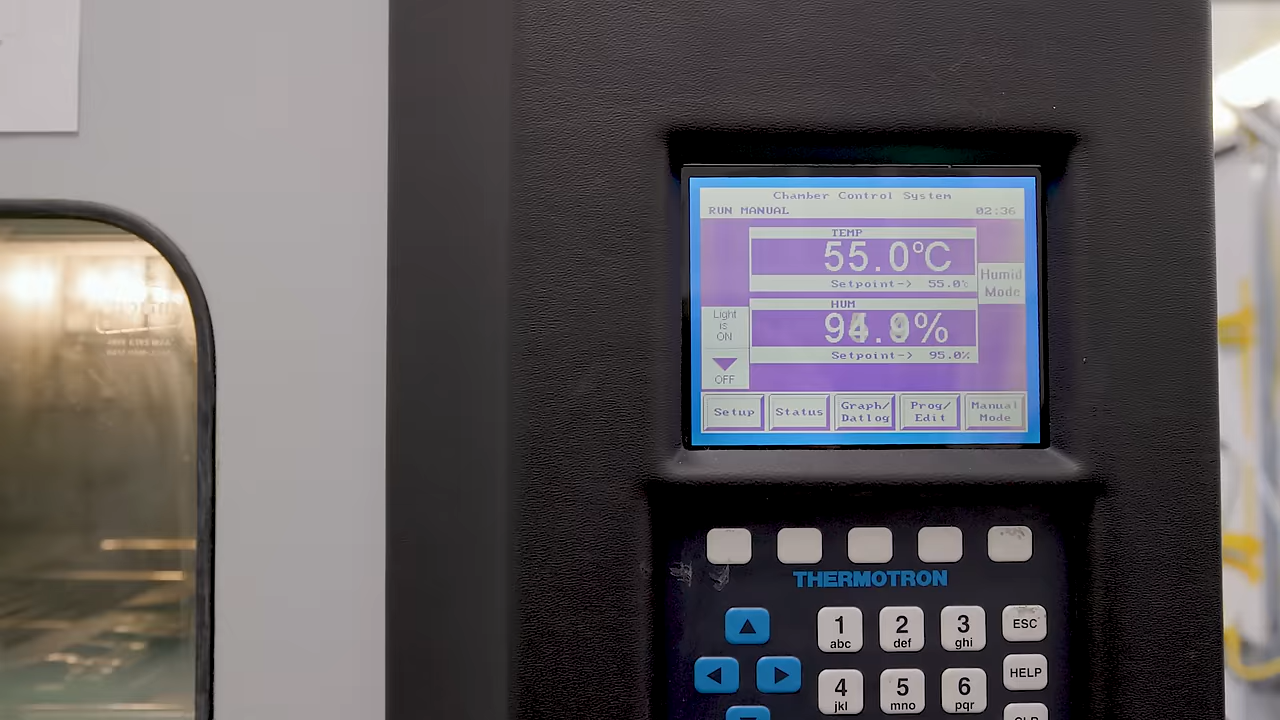 Chamber Control System
RUN MANUAL 02:36
TEMP
55.0°C
Setpoint-> 55.0°C
Humid
Mode
HUM
Setpoint-> 95.0%
Light
is
ON
OFF
Setup
Status
Graph/
Datlog
Prog/
Edit
Manual
Mode
THERMOTRON
1
abc
2
def
3
ghi
ESC
4
jkl
5
mno
6
pqr
HELP